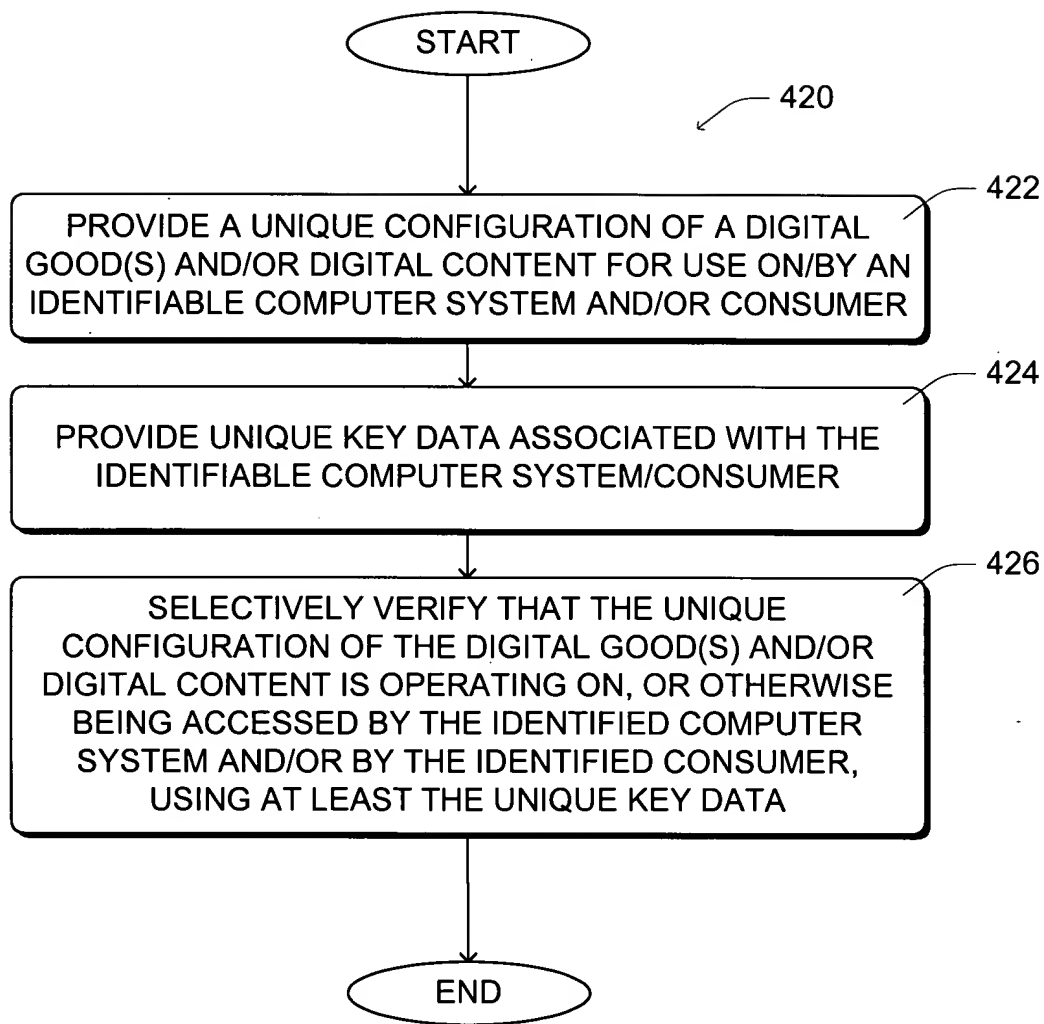 START
420
422
PROVIDE A UNIQUE CONFIGURATION OF A DIGITAL
GOOD(S) AND/OR DIGITAL CONTENT FOR USE ON/BY AN
IDENTIFIABLE COMPUTER SYSTEM AND/OR CONSUMER
424
PROVIDE UNIQUE KEY DATA ASSOCIATED WITH THE
IDENTIFIABLE COMPUTER SYSTEM/CONSUMER
426
SELECTIVELY VERIFY THAT THE UNIQUE
CONFIGURATION OF THE DIGITAL GOOD(S) AND/OR
DIGITAL CONTENT IS OPERATING ON, OR OTHERWISE
BEING ACCESSED BY THE IDENTIFIED COMPUTER
SYSTEM AND/OR BY THE IDENTIFIED CONSUMER,
USING AT LEAST THE UNIQUE KEY DATA
END